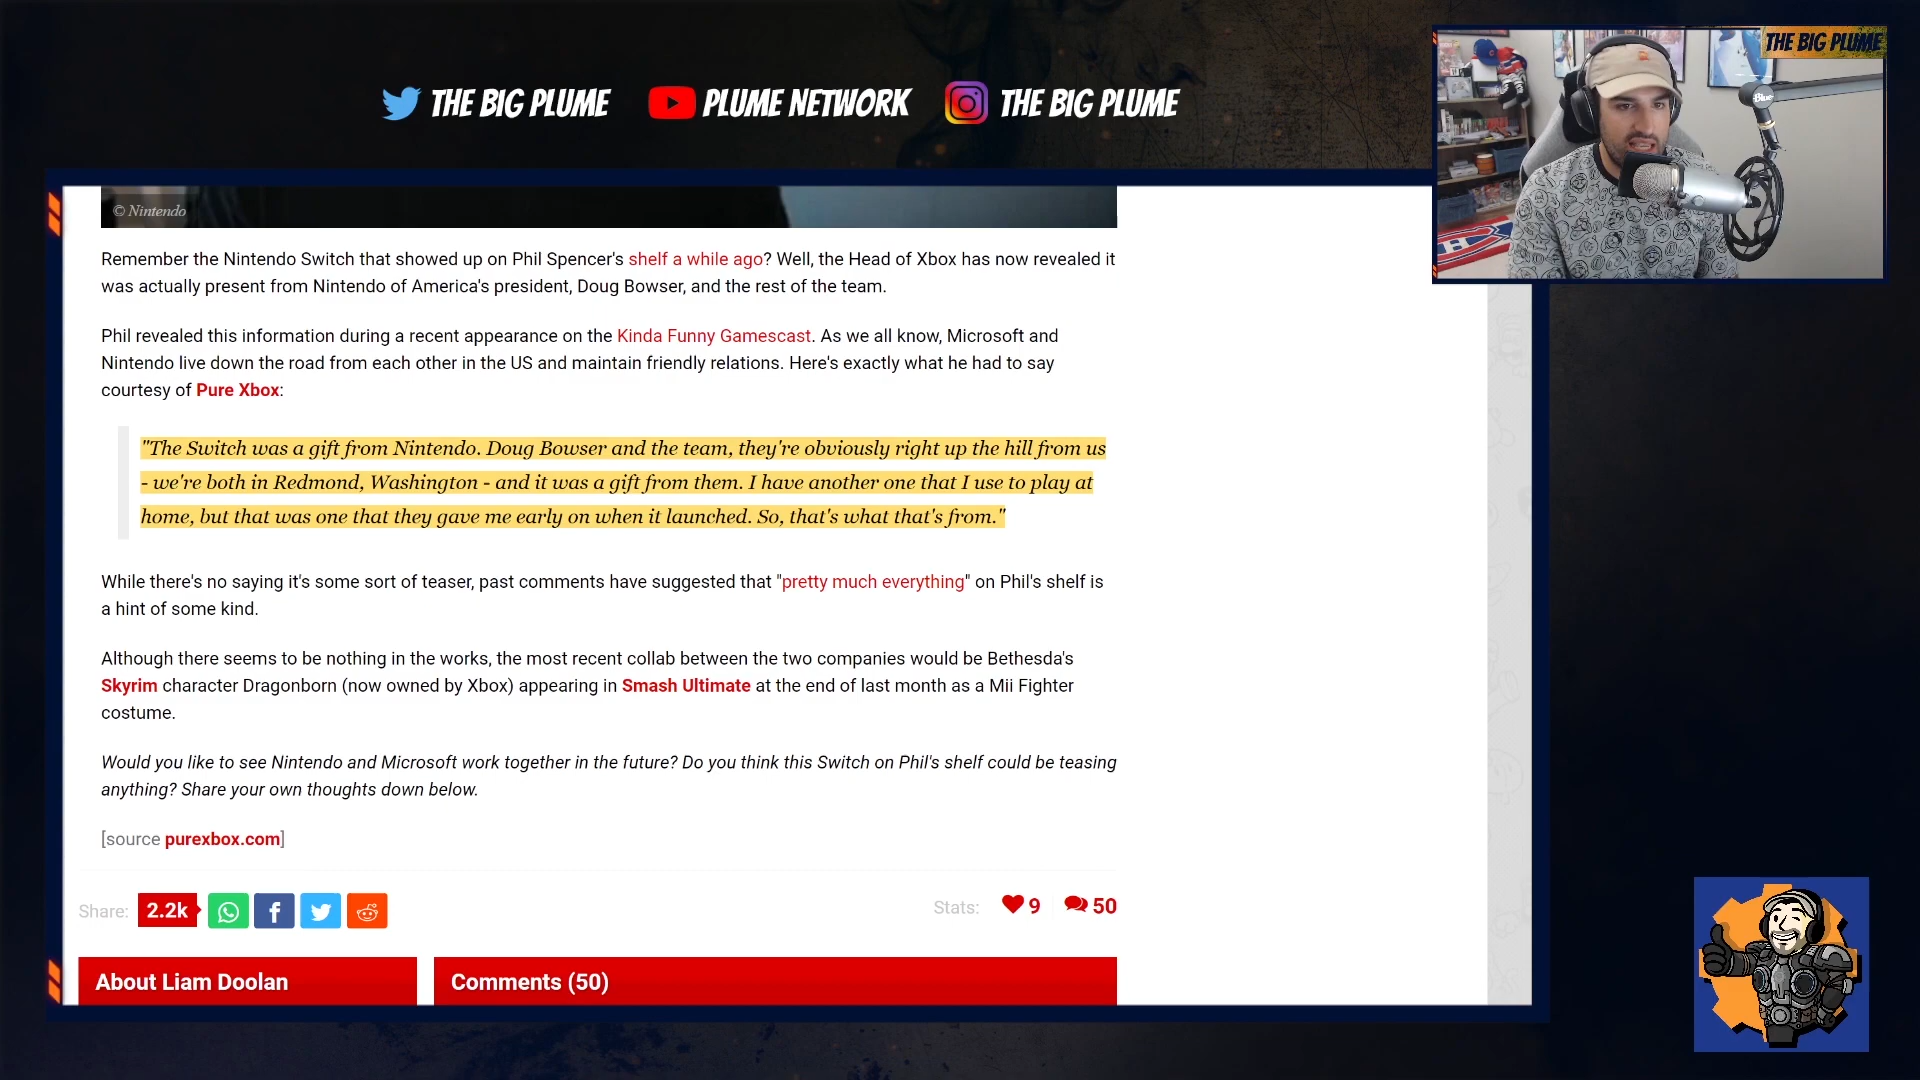 THE BIG PLUME
THE BIG PLUME
PLUME NETWORK
THE BIG PLUME
Blue
© Nintendo
Remember the Nintendo Switch that showed up on Phil Spencer's shelf a while ago? Well, the Head of Xbox has now revealed it
was actually present from Nintendo of America's president, Doug Bowser, and the rest of the team.
Phil revealed this information during a recent appearance on the Kinda Funny Gamescast. As we all know, Microsoft and
Nintendo live down the road from each other in the US and maintain friendly relations. Here's exactly what he had to say
courtesy of Pure Xbox:
"The Switch was a gift from Nintendo. Doug Bowser and the team, they're obviously right up the hill from us
- we're both in Redmond, Washington - and it was a gift from them. I have another one that I use to play at
home, but that was one that they gave me early on when it launched. So, that's what that's from."
While there's no saying it's some sort of teaser, past comments have suggested that "pretty much everything" on Phil's shelf is
a hint of some kind.
Although there seems to be nothing in the works, the most recent collab between the two companies would be Bethesda's
Skyrim character Dragonborn (now owned by Xbox) appearing in Smash Ultimate at the end of last month as a Mii Fighter
costume.
Would you like to see Nintendo and Microsoft work together in the future? Do you think this Switch on Phil's shelf could be teasing
anything? Share your own thoughts down below.
[source purexbox.com]
Share: 2.2k
Stats: 9 50
About Liam Doolan
Comments (50)